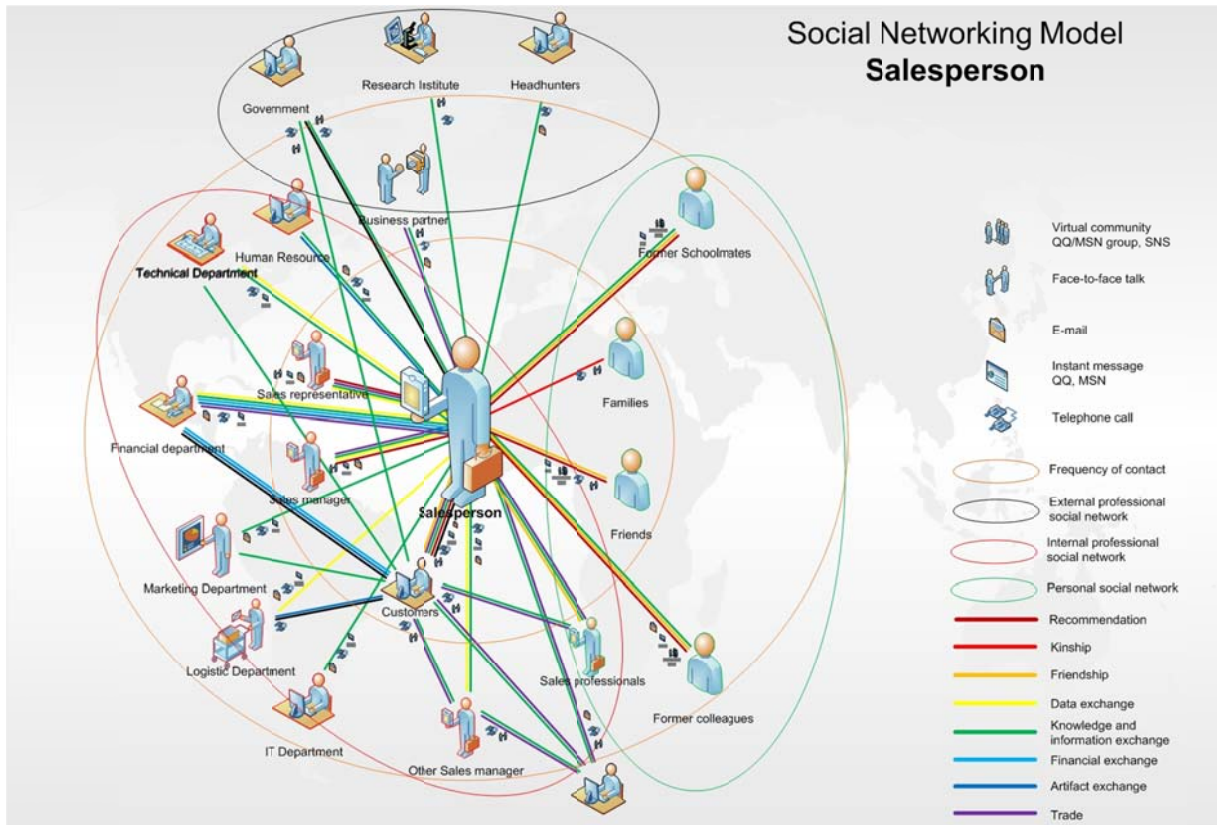 Social Networking Model
Salesperson
Government
Research Institute
Headhunters
Business partner
Human Resource
Technical Department
Former Schoolmates
Sales representative
Families
Financial department
Sales manager
Salesperson
Friends
Marketing Department
Customers
Logistic Department
Sales professionals
Former colleagues
IT Department
Other Sales manager
Virtual community
QQ/MSN group, SNS
Face-to-face talk
E-mail
Instant message
QQ, MSN
Telephone call
Frequency of contact
External professional
social network
Internal professional
social network
Personal social network
Recommendation
Kinship
Friendship
Data exchange
Knowledge and
information exchange
Financial exchange
Artifact exchange
Trade